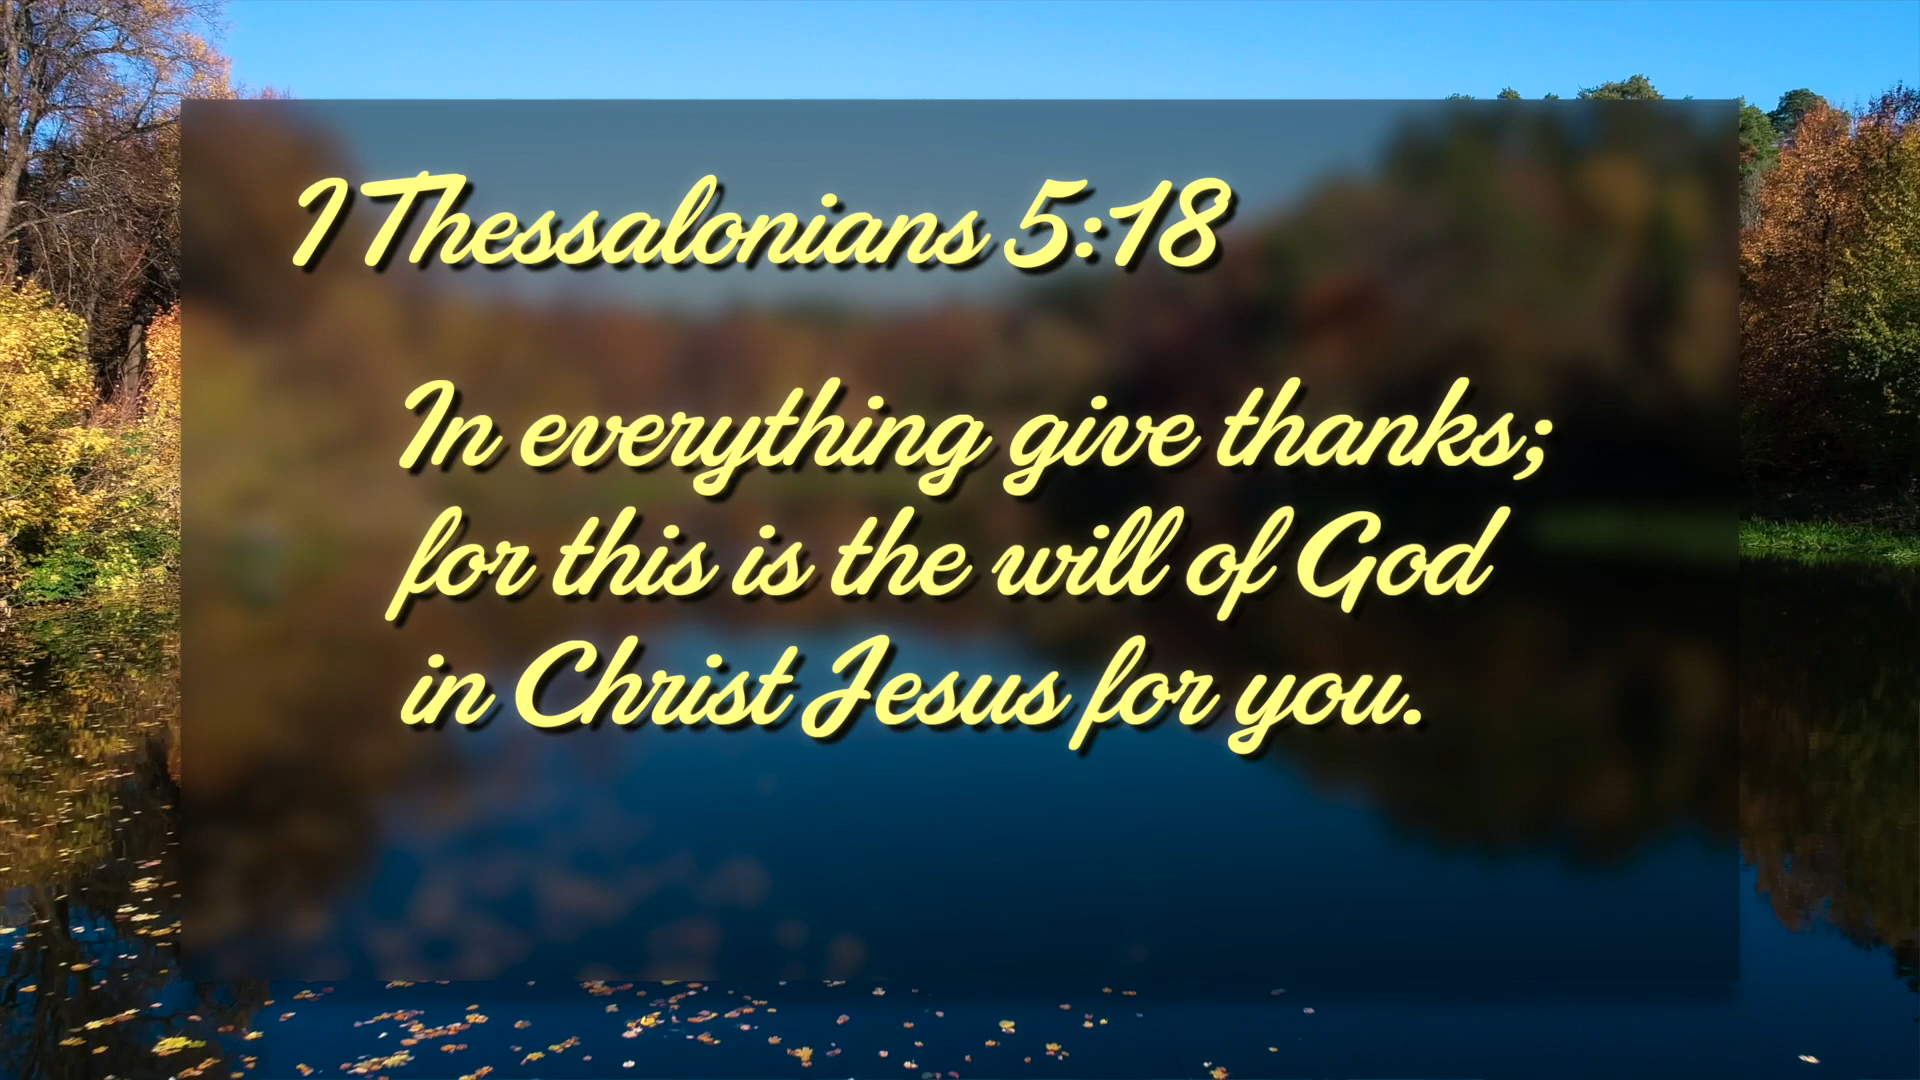 1 Thessalonians 5:18
In everything give thanks;
for this is the will of God
in Christ Jesus for you.